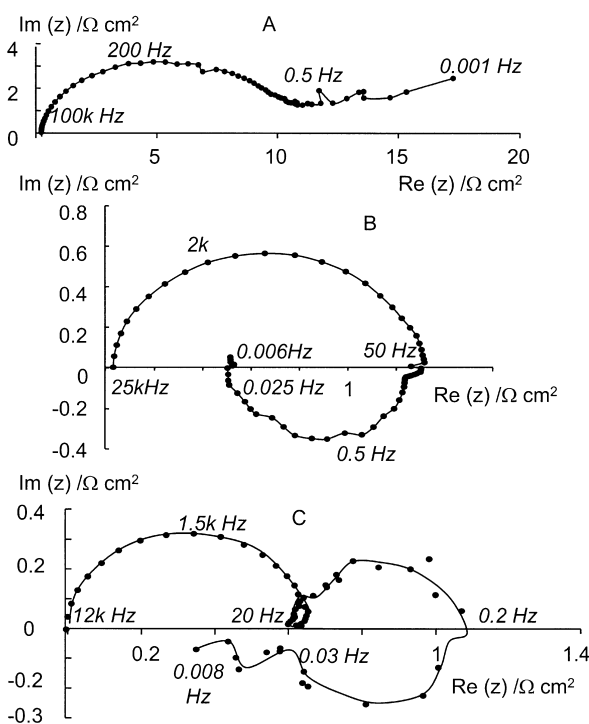 Im (z) /Ω cm² A
4
200 Hz
0.5 Hz
0.001 Hz
2
100k Hz
0
5 10 15 20
Im (z) /Ω cm² Re (z) /Ω cm²
0.8
B
0.6
2k
0.4
0.2
0.006Hz 50 Hz
0
25kHz 0.025 Hz 1 Re (z) /Ω cm²
-0.2
-0.4
0.5 Hz
Im (z) /Ω cm²
0.4
1.5k Hz C
0.2
12k Hz 20 Hz 0.2 Hz
0
0.2 0.03 Hz 1 1.4
0.008
Hz
Re (z) /Ω cm²
-0.2
-0.3